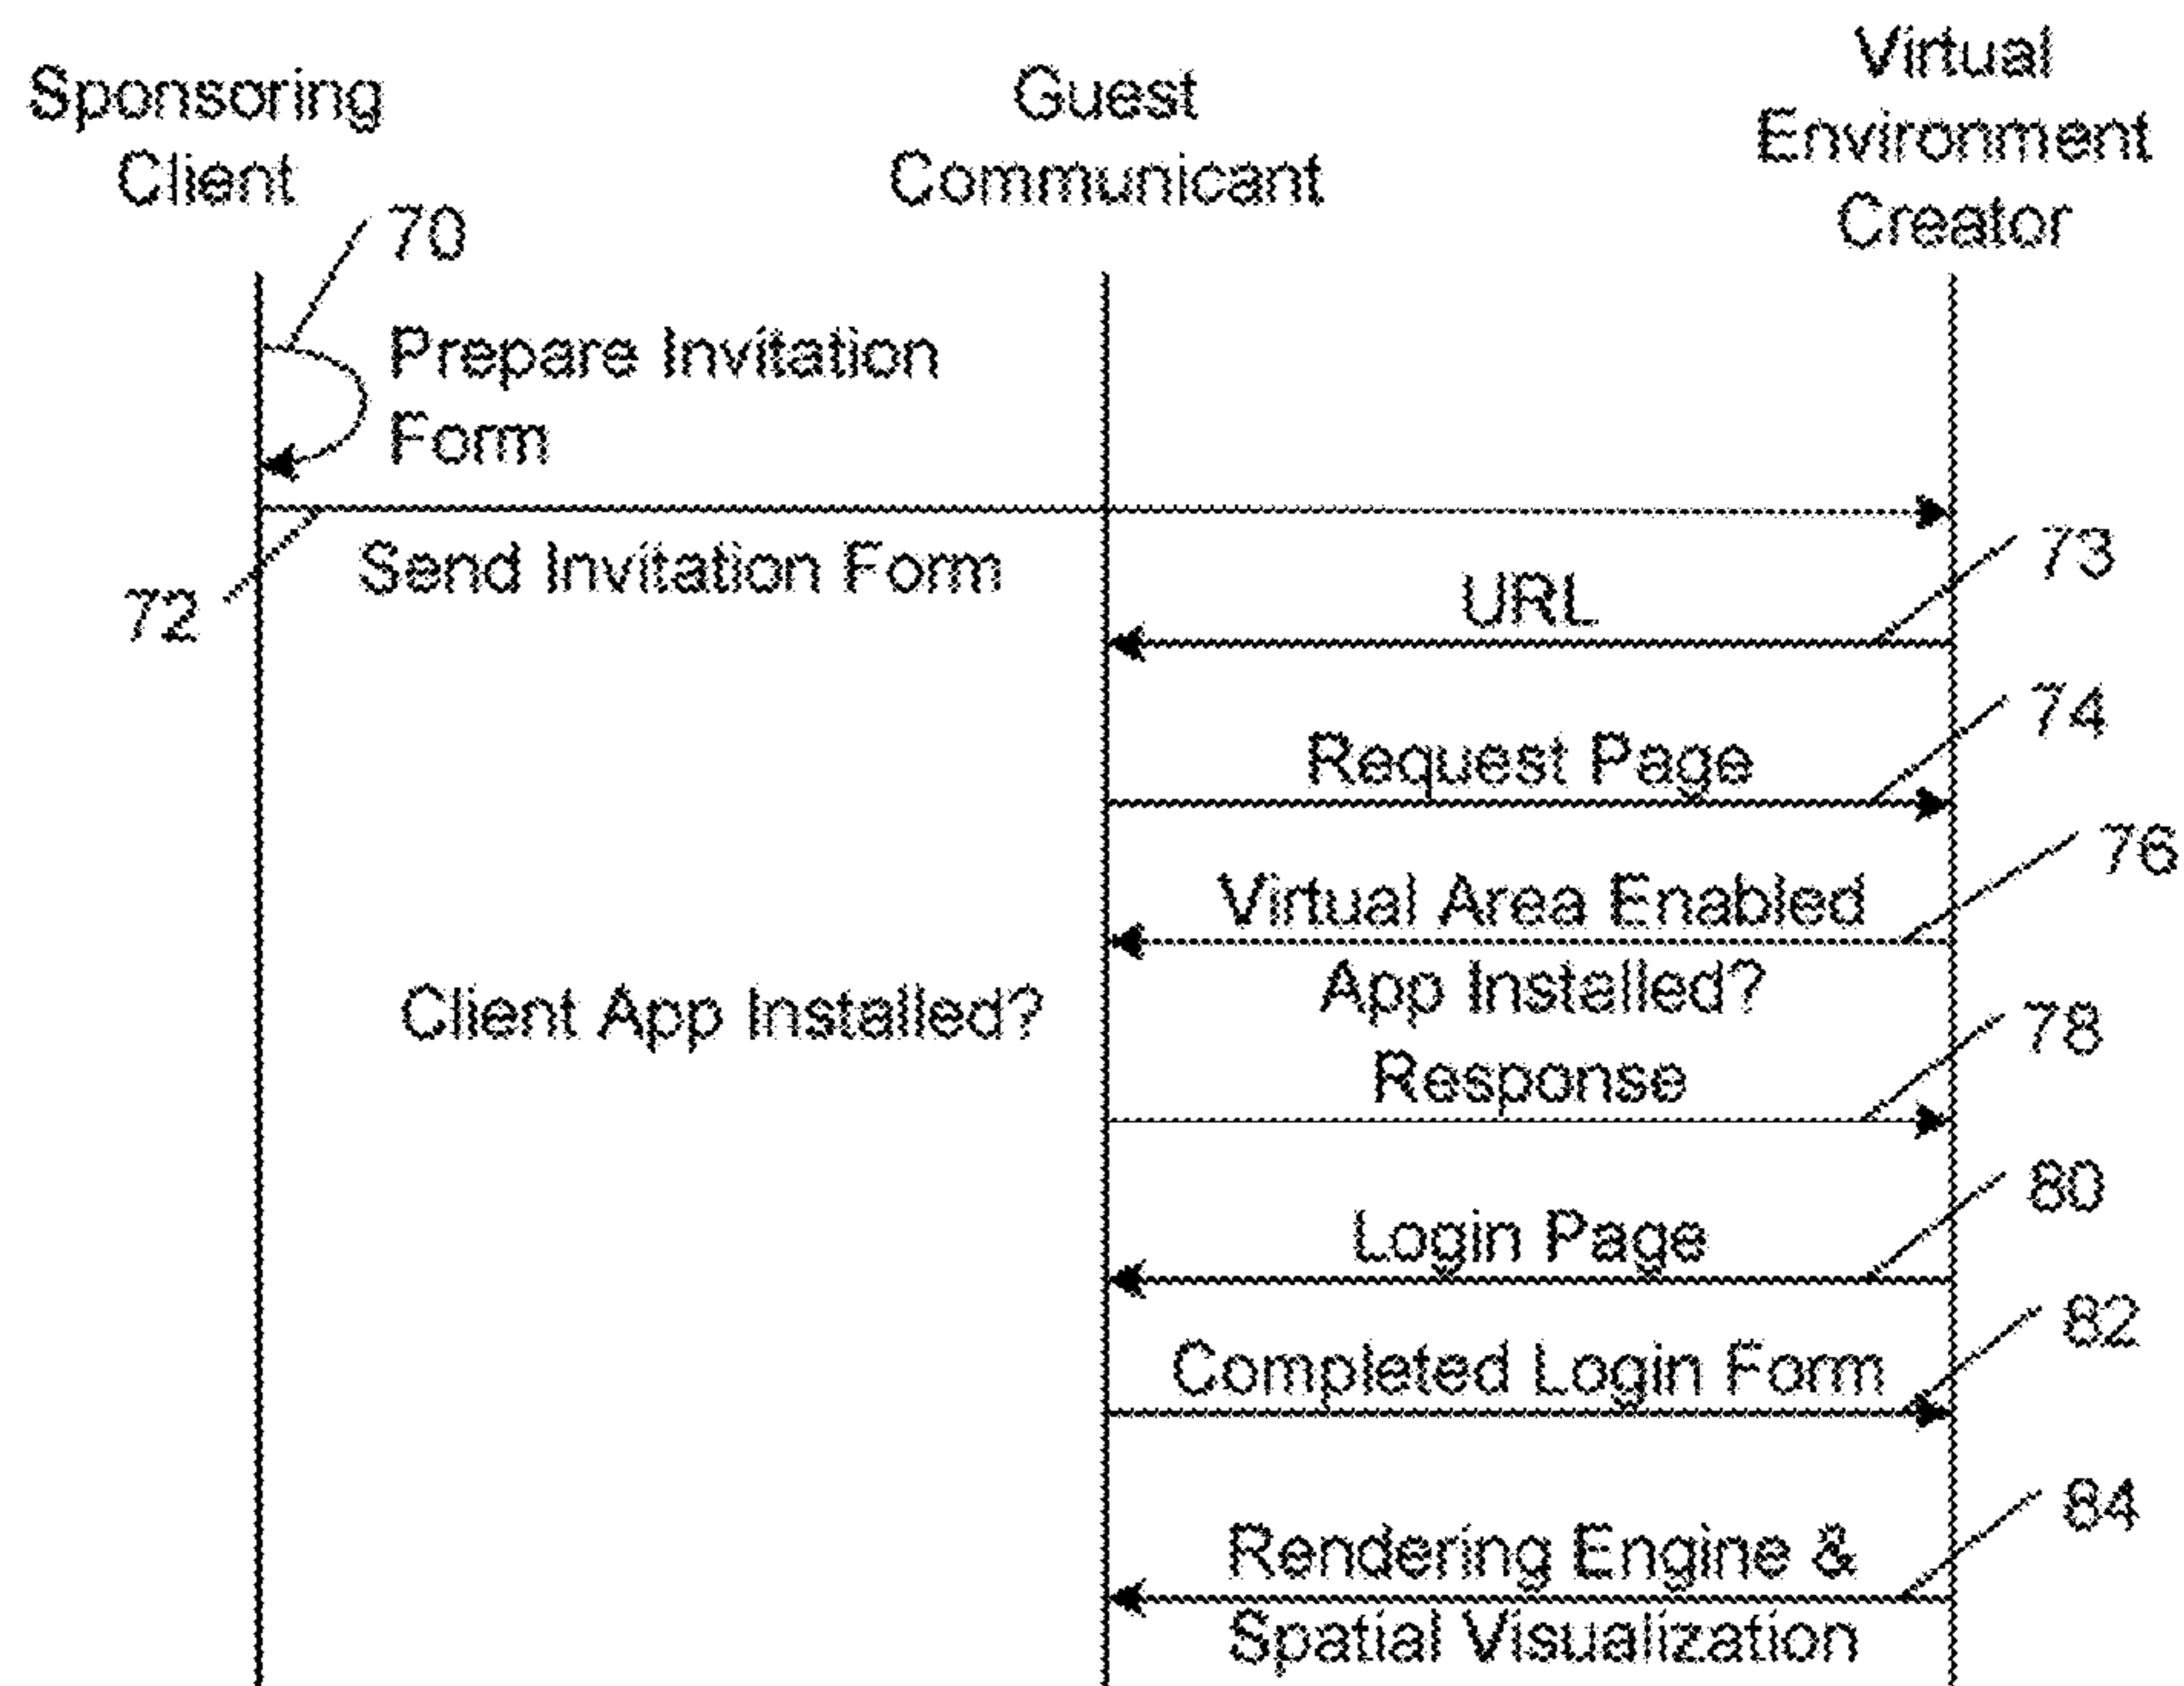 Sponsoring
Client
Guest
Communicant
Virtual
Environment
Creator
70
Prepare Invitation
Form
72
Send Invitation Form
73
URL
74
Request Page
76
Virtual Area Enabled
App Installed?
Client App Installed?
78
Response
80
Login Page
82
Completed Login Form
84
Rendering Engine &
Spatial Visualization